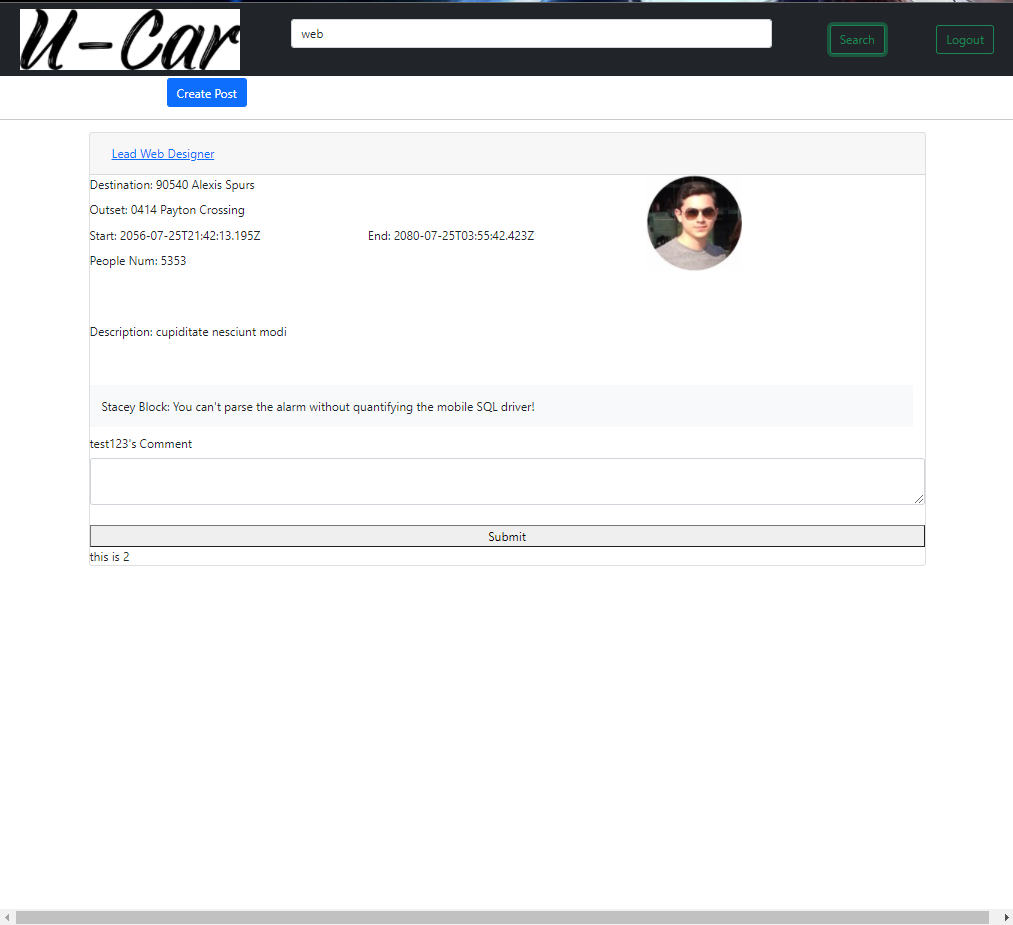 U-Car
web
Search
Logout
Create Post
Lead Web Designer
Destination: 90540 Alexis Spurs
Outset: 0414 Payton Crossing
Start: 2056-07-25T21:42:13.195Z End: 2080-07-25T03:55:42.423Z
People Num: 5353
Description: cupiditate nesciunt modi
Stacey Block: You can't parse the alarm without quantifying the mobile SQL driver!
test123's Comment
Submit
this is 2